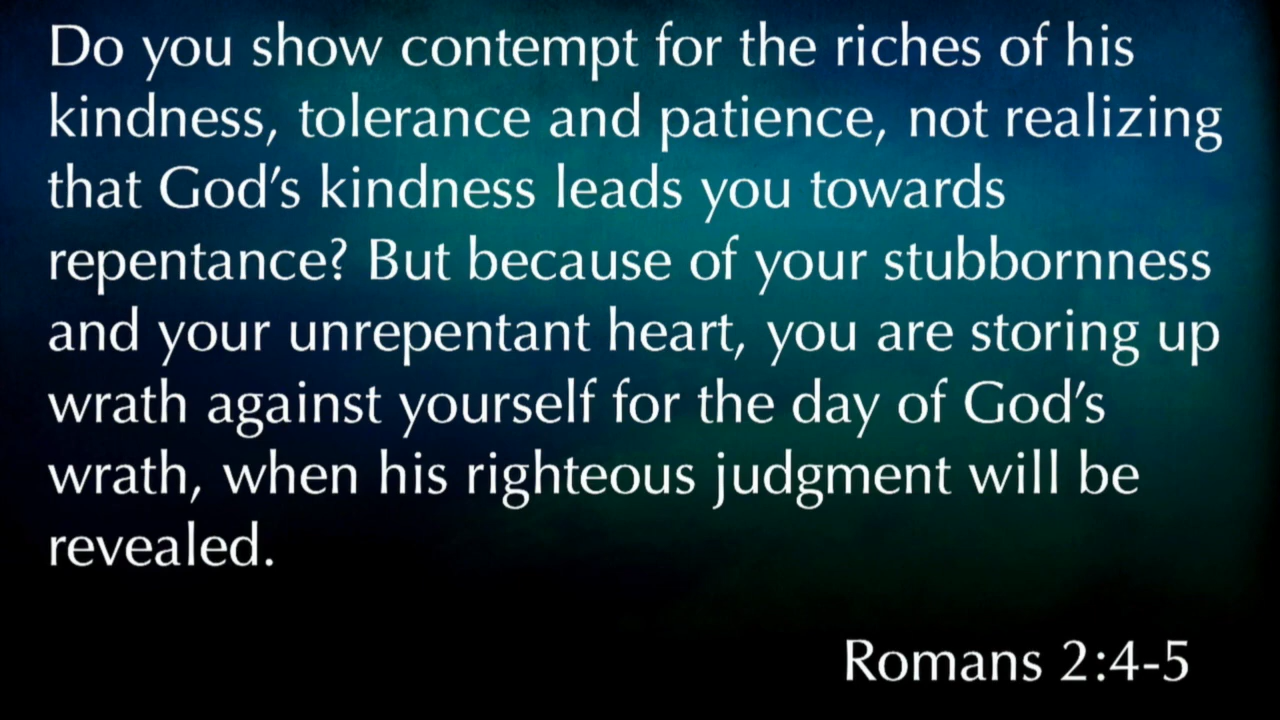 Do you show contempt for the riches of his
kindness, tolerance and patience, not realizing
that God’s kindness leads you towards
repentance? But because of your stubbornness
and your unrepentant heart, you are storing up
wrath against yourself for the day of God’s
wrath, when his righteous judgment will be
revealed.
Romans 2:4-5